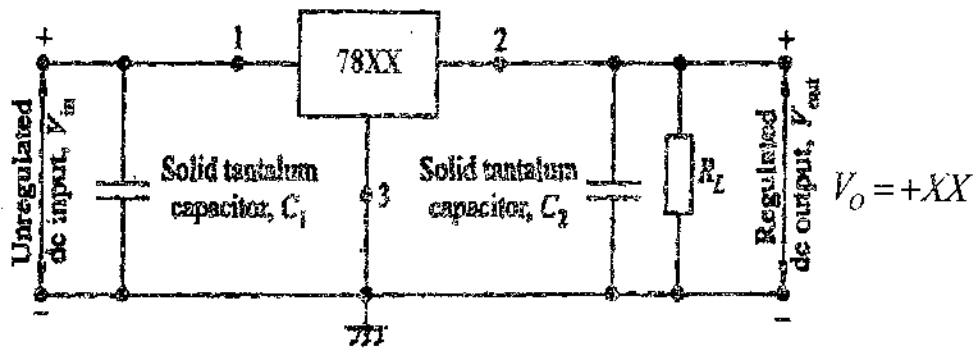 +
1
78XX
2
+
Unregulated
dc input, V_in
Solid tantalum
capacitor, C_1
3
Solid tantalum
capacitor, C_2
R_L
Regulated
dc output, V_out
V_O = +XX
-
-